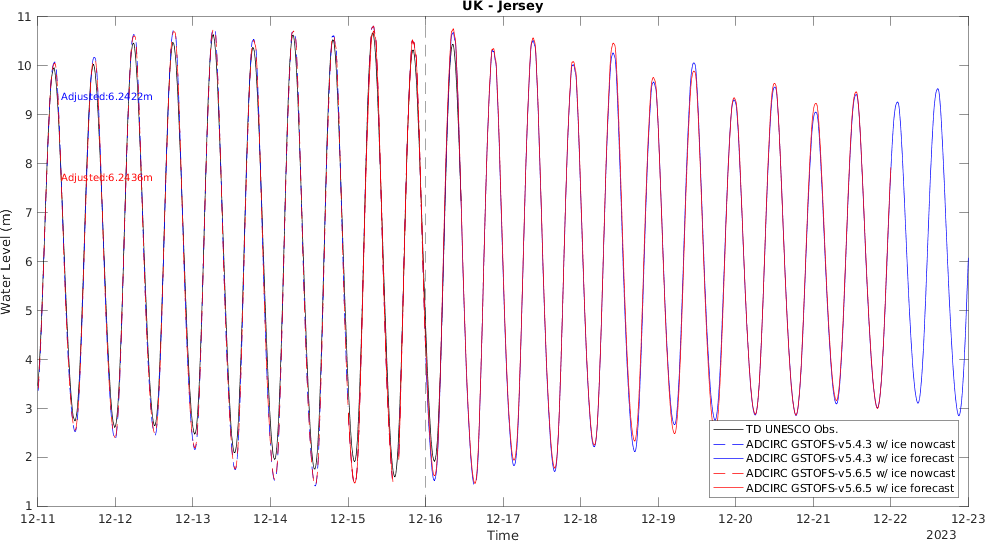 UK - Jersey
11
10
9
8
7
6
5
4
3
2
1
Water Level (m)
Adjusted:6.2422m
Adjusted:6.2436m
TD UNESCO Obs.
ADCIRC GSTOFS-v5.4.3 w/ ice nowcast
ADCIRC GSTOFS-v5.4.3 w/ ice forecast
ADCIRC GSTOFS-v5.6.5 w/ ice nowcast
ADCIRC GSTOFS-v5.6.5 w/ ice forecast
12-11 12-12 12-13 12-14 12-15 12-16 12-17 12-18 12-19 12-20 12-21 12-22 12-23
Time
2023